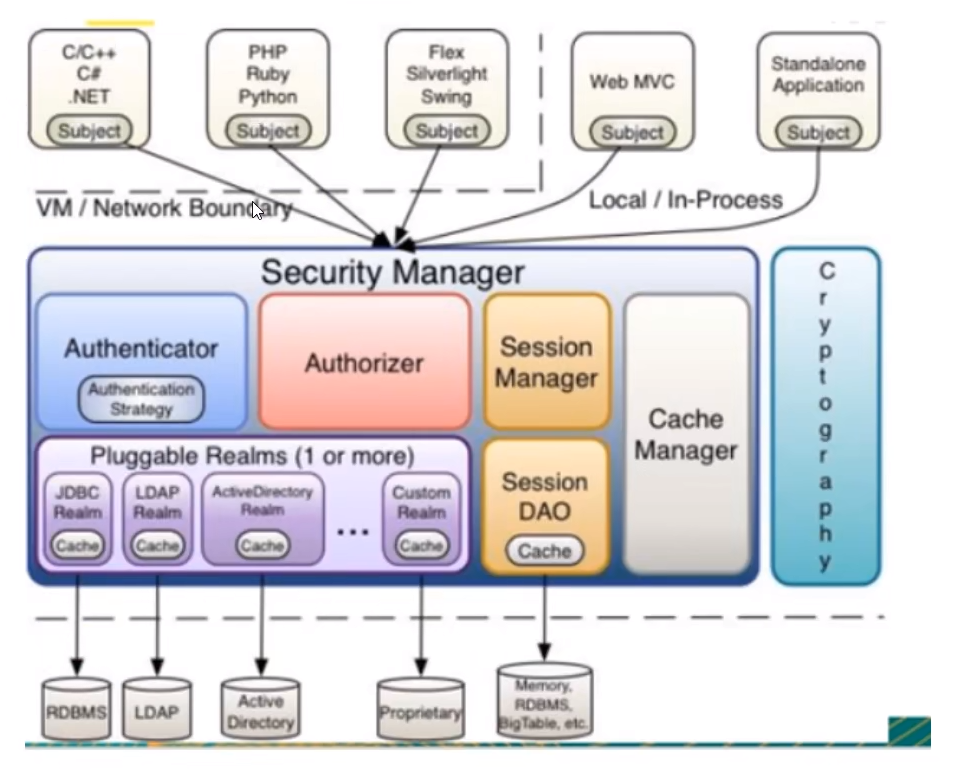 C/C++
C#
.NET
Subject
PHP
Ruby
Python
Subject
Flex
Silverlight
Swing
Subject
Web MVC
Subject
Standalone
Application
Subject
VM / Network Boundary
Local / In-Process
Security Manager
Authenticator
Authentication
Strategy
Authorizer
Session
Manager
Cache
Manager
Cryptography
Pluggable Realms (1 or more)
JDBC
Realm
Cache
LDAP
Realm
Cache
ActiveDirectory
Realm
Cache
...
Custom
Realm
Cache
Session
DAO
Cache
RDBMS
LDAP
Active
Directory
Proprietary
Memory,
RDBMS,
BigTable, etc.